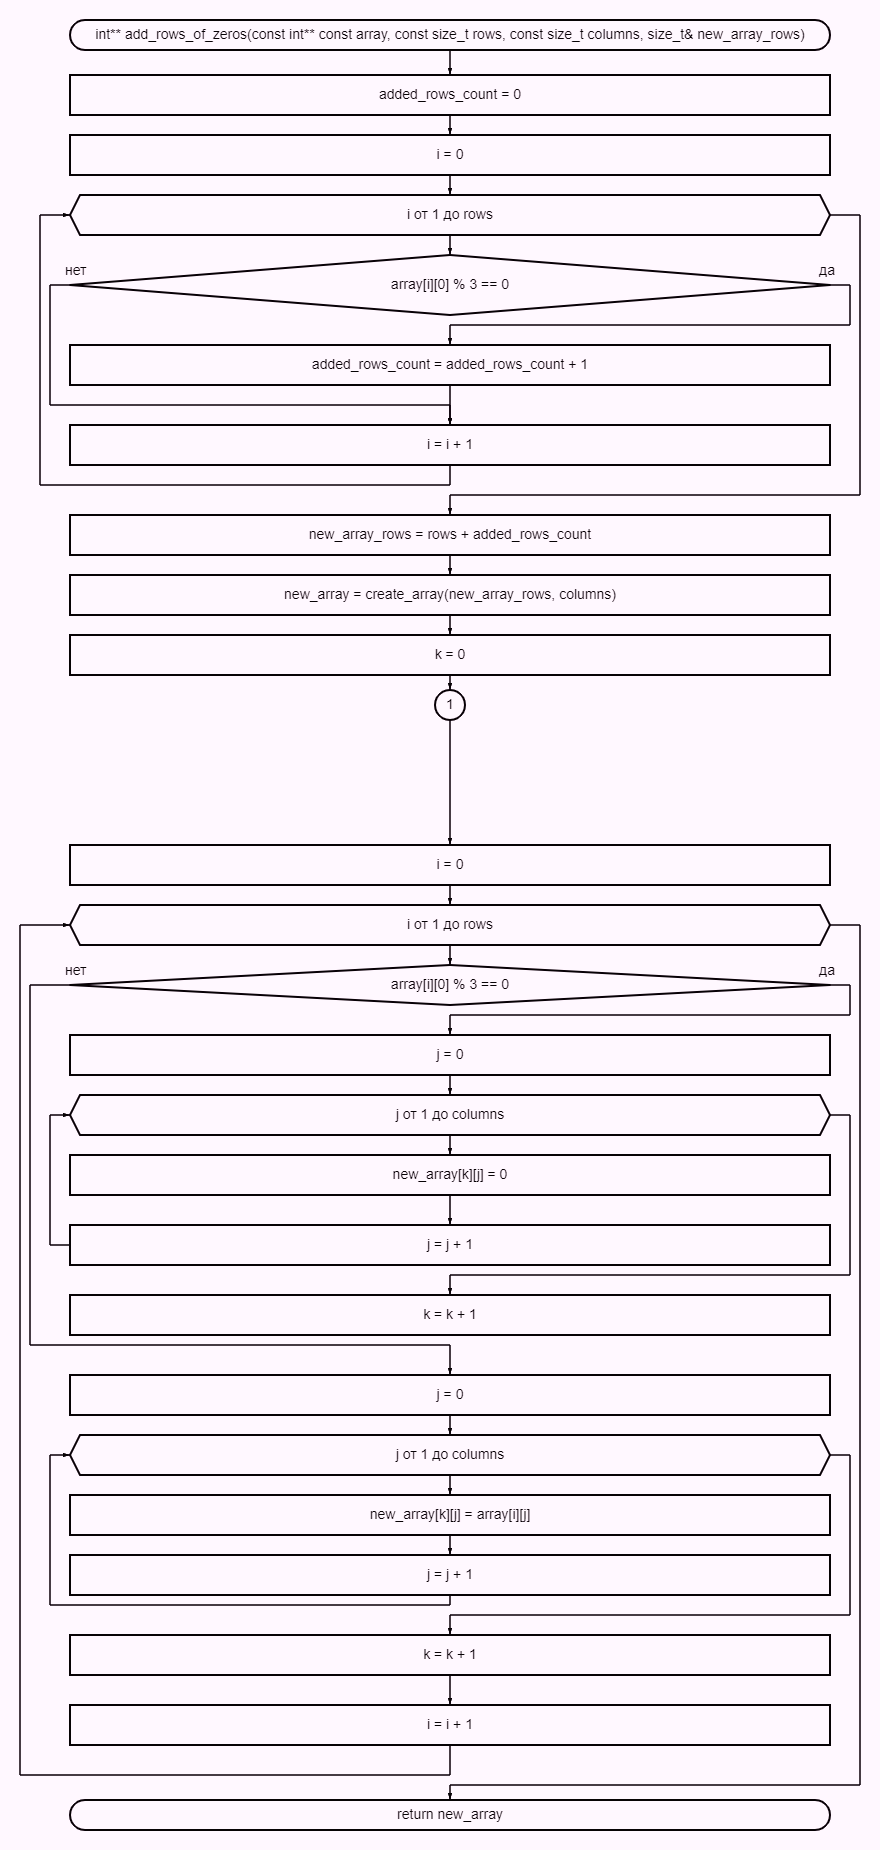 int** add_rows_of_zeros(const int** const array, const size_t rows, const size_t columns, size_t& new_array_rows)
added_rows_count = 0
i = 0
i от 1 до rows
нет
да
array[i][0] % 3 == 0
added_rows_count = added_rows_count + 1
i = i + 1
new_array_rows = rows + added_rows_count
new_array = create_array(new_array_rows, columns)
k = 0
1
i = 0
i от 1 до rows
нет
да
array[i][0] % 3 == 0
j = 0
j от 1 до columns
new_array[k][j] = 0
j = j + 1
k = k + 1
j = 0
j от 1 до columns
new_array[k][j] = array[i][j]
j = j + 1
k = k + 1
i = i + 1
return new_array